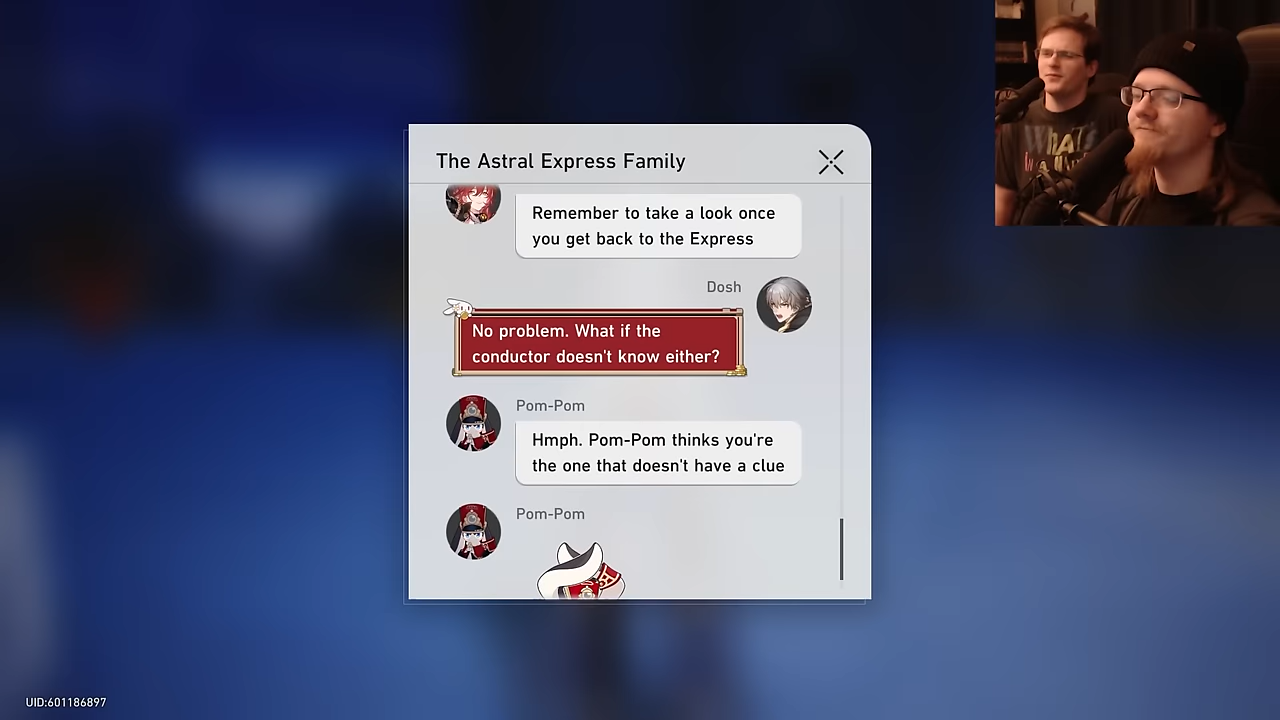 The Astral Express Family
Remember to take a look once
you get back to the Express
Dosh
No problem. What if the
conductor doesn't know either?
Pom-Pom
Hmph. Pom-Pom thinks you're
the one that doesn't have a clue
Pom-Pom
UID:601186897